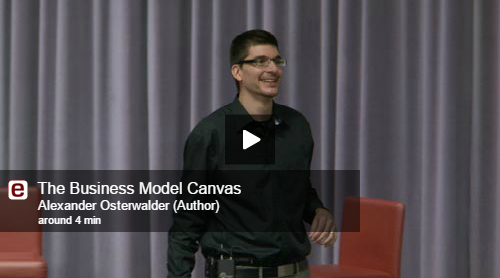 e
The Business Model Canvas
Alexander Osterwalder (Author)
around 4 min